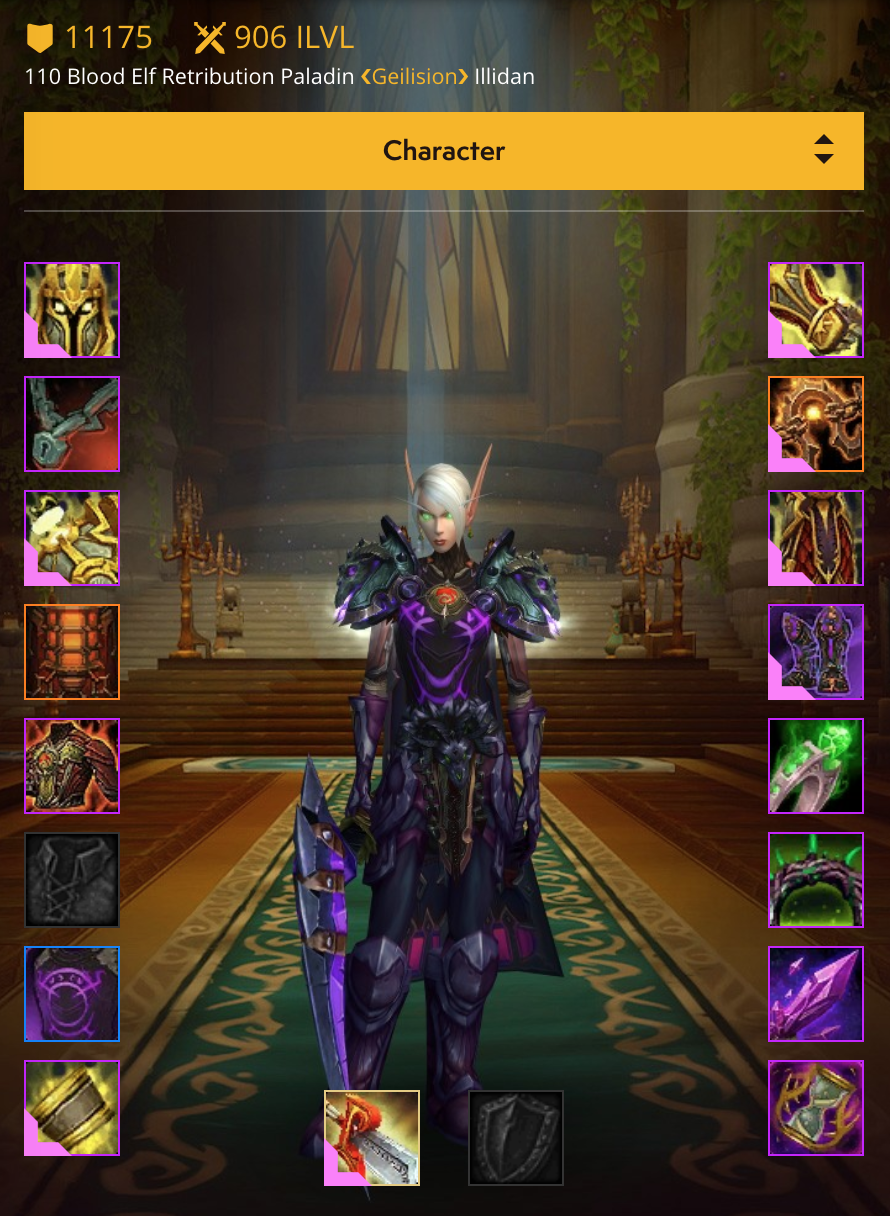 11175 906 ILVL
110 Blood Elf Retribution Paladin ‹Geilision› Illidan
Character